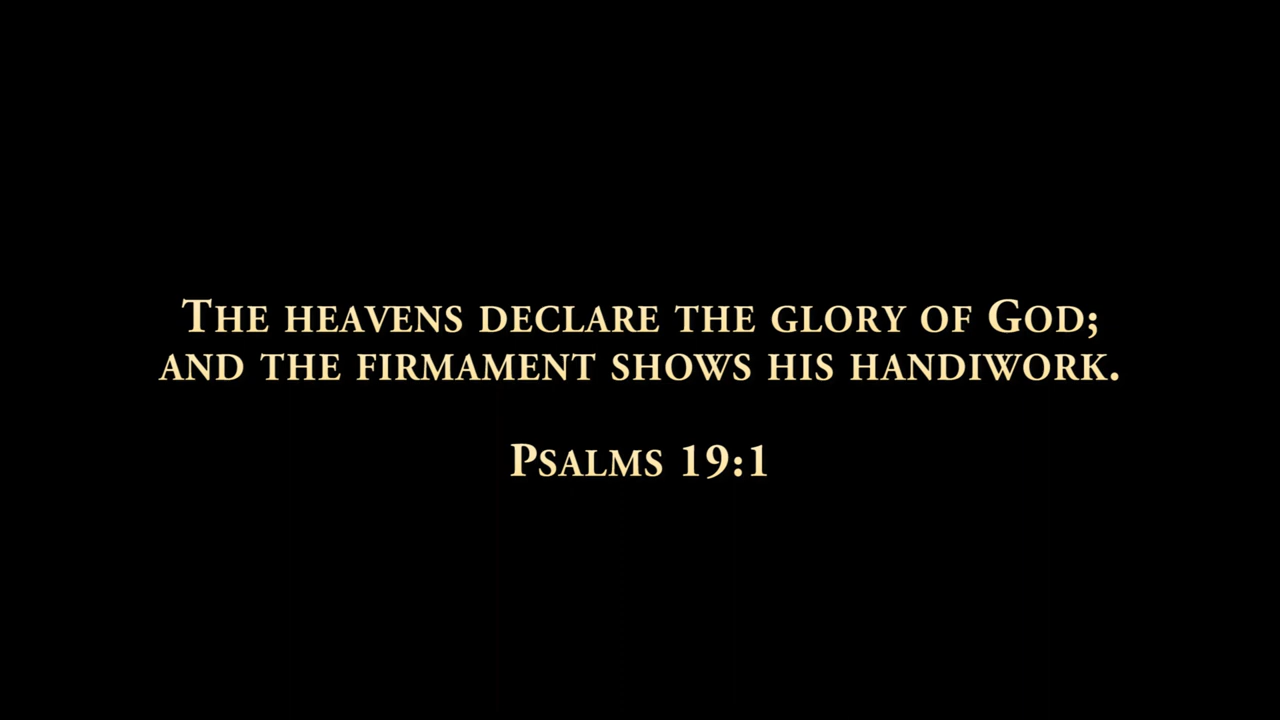 The heavens declare the glory of God;
and the firmament shows his handiwork.
Psalms 19:1